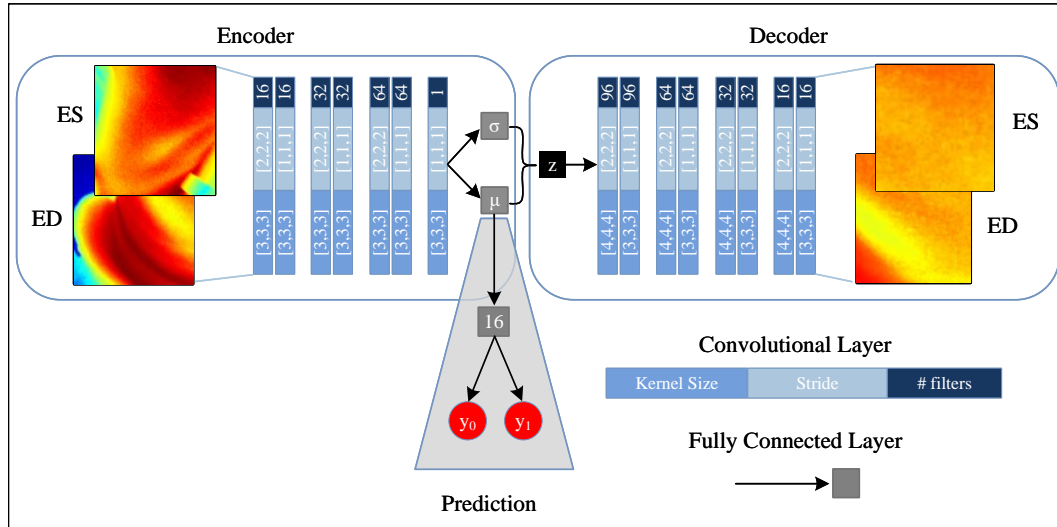 Encoder
Decoder
ES
ED
16 16 32 32 64 64 1
[2,2,2] [1,1,1] [2,2,2] [1,1,1] [2,2,2] [1,1,1] [1,1,1]
[3,3,3] [3,3,3] [3,3,3] [3,3,3] [3,3,3] [3,3,3] [3,3,3]
σ
μ
z
96 96 64 64 32 32 16 16
[2,2,2] [1,1,1] [2,2,2] [1,1,1] [2,2,2] [1,1,1] [2,2,2] [1,1,1]
[4,4,4] [3,3,3] [4,4,4] [3,3,3] [4,4,4] [3,3,3] [4,4,4] [3,3,3]
ES
ED
16
y₀ y₁
Prediction
Convolutional Layer
Kernel Size Stride # filters
Fully Connected Layer